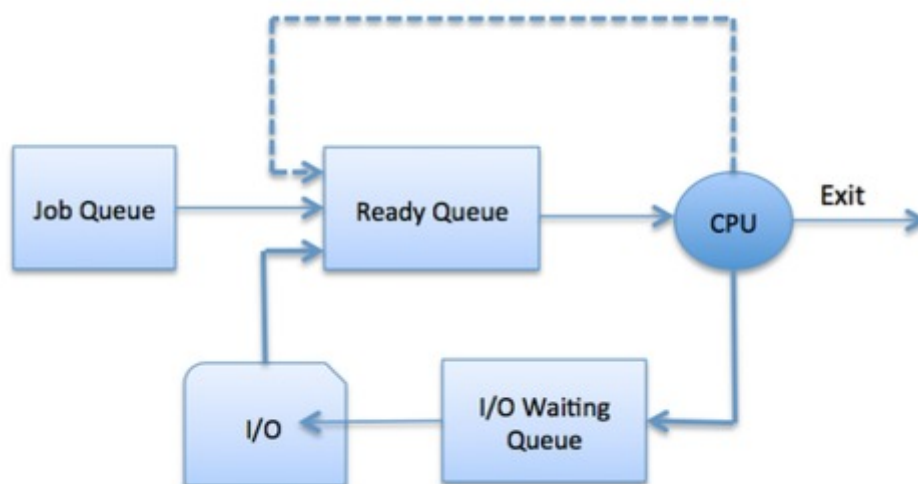 Job Queue
Ready Queue
CPU
Exit
I/O
I/O Waiting
Queue